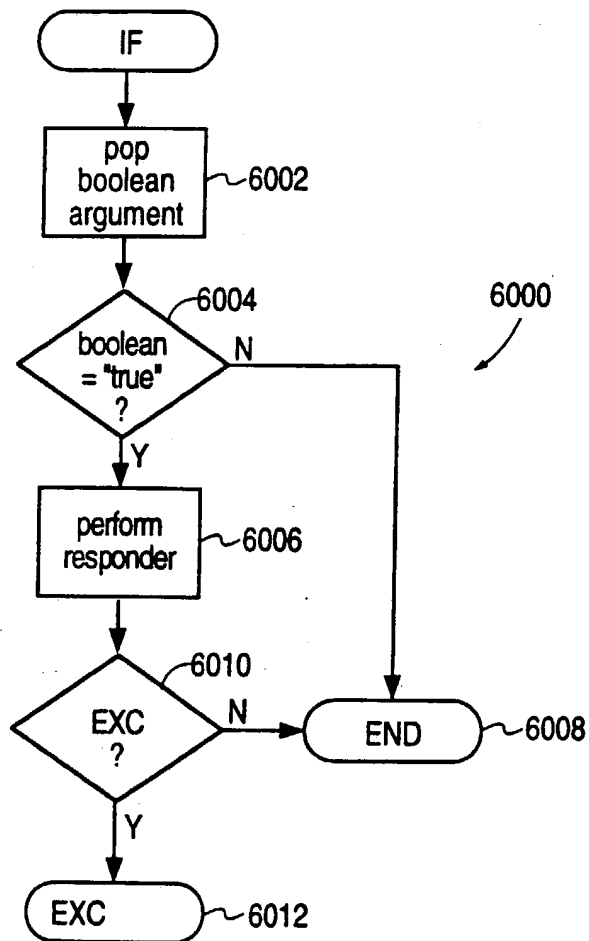 IF
pop
boolean
argument
6002
6004
6000
boolean
= "true"
?
N
Y
perform
responder
6006
6010
EXC
?
N
END
6008
Y
EXC
6012